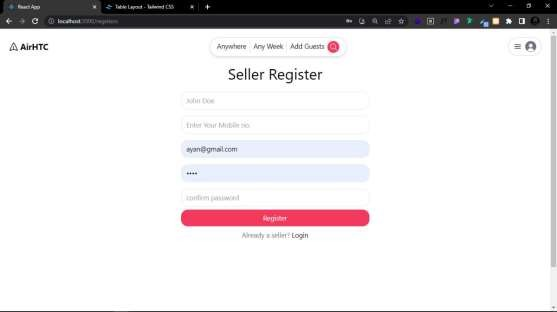 React App
Table Layout - Tailwind CSS
localhost:3000/registers
AirHTC
Anywhere Any Week Add Guests
Seller Register
John Doe
Enter Your Mobile no.
ayan@gmail.com
••••
confirm password
Register
Already a seller? Login